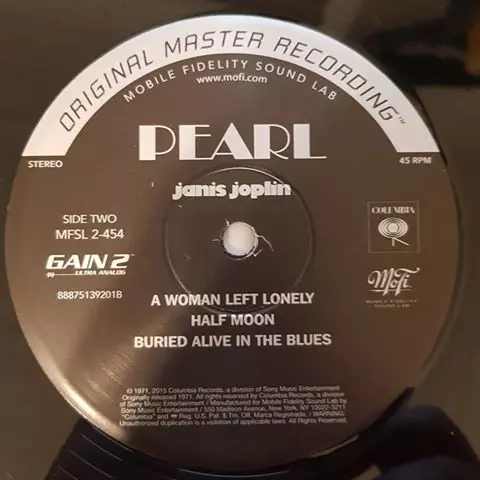 ORIGINAL MASTER RECORDING™
MOBILE FIDELITY SOUND LAB
www.mofi.com
PEARL
STEREO
45 RPM
janis joplin
SIDE TWO
MFSL 2-454
COLUMBIA
GAIN 2™
ULTRA ANALOG
MoFi
88875139201B
A WOMAN LEFT LONELY
HALF MOON
BURIED ALIVE IN THE BLUES
© 1971, 2015 Columbia Records, a division of Sony Music Entertainment
Originally released 1971. All rights reserved by Columbia Records, a division
of Sony Music Entertainment / Manufactured for Mobile Fidelity Sound Lab by
Sony Music Entertainment / 550 Madison Avenue, New York, NY 10022-3211
"Columbia" and Reg. U.S. Pat. & Tm. Off. Marca Registrada. / WARNING:
Unauthorized duplication is a violation of applicable laws. All Rights Reserved.